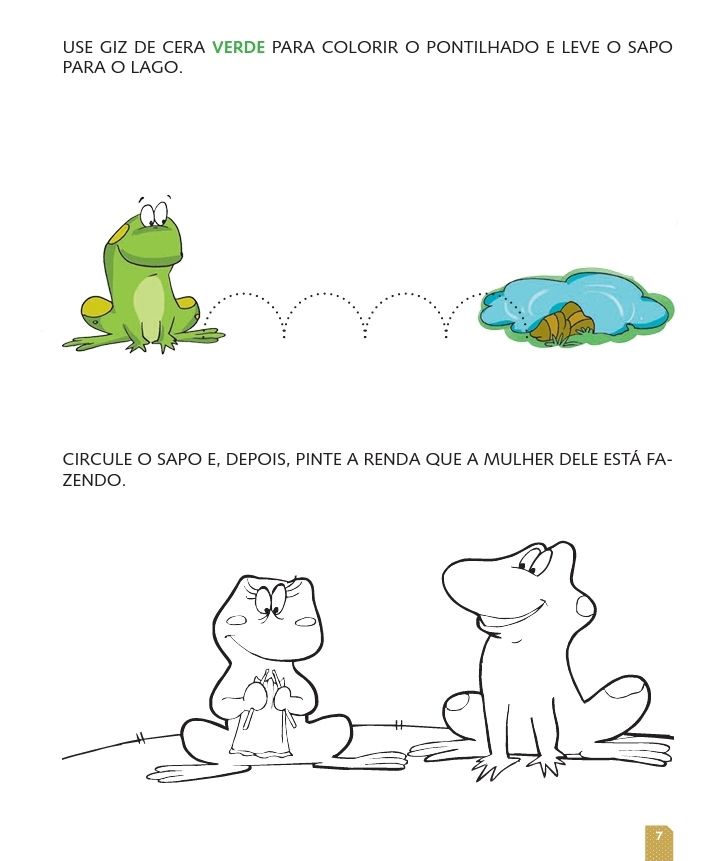 USE GIZ DE CERA VERDE PARA COLORIR O PONTILHADO E LEVE O SAPO
PARA O LAGO.
CIRCULE O SAPO E, DEPOIS, PINTE A RENDA QUE A MULHER DELE ESTÁ FA-
ZENDO.
7